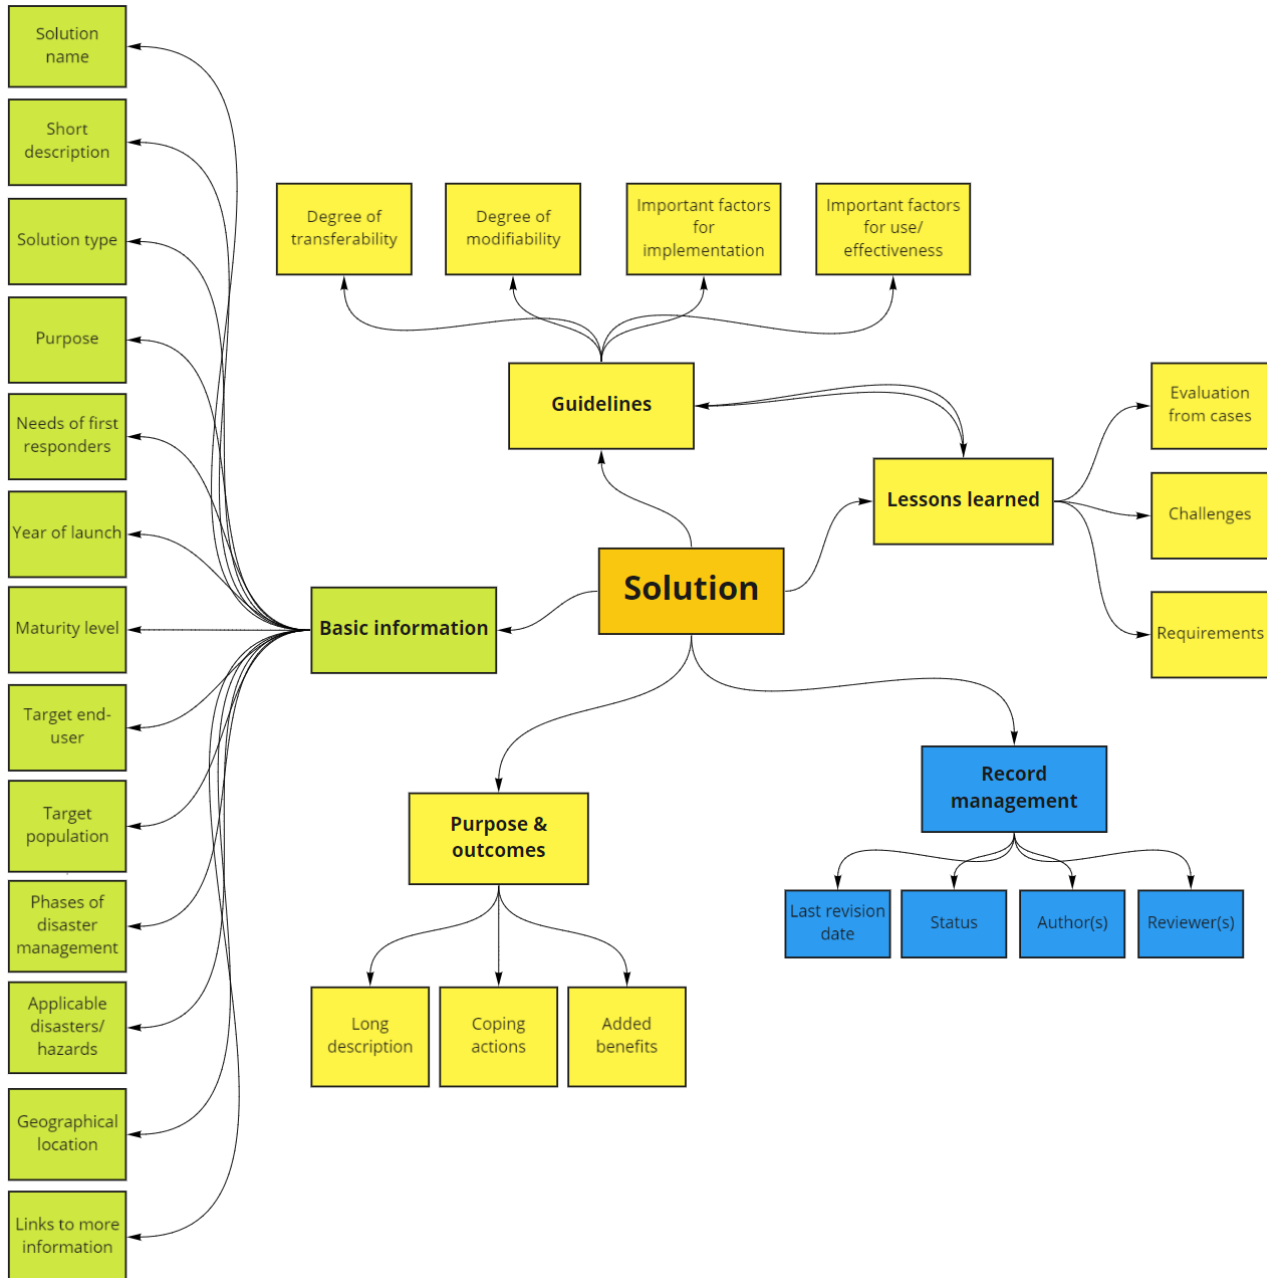 Solution
name
Short
description
Solution type
Purpose
Needs of first
responders
Year of launch
Maturity level
Target end-
user
Target
population
Phases of
disaster
management
Applicable
disasters/
hazards
Geographical
location
Links to more
information
Basic information
Degree of
transferability
Degree of
modifiability
Important factors
for
implementation
Important factors
for use/
effectiveness
Guidelines
Lessons learned
Evaluation
from cases
Challenges
Requirements
Solution
Purpose &
outcomes
Long
description
Coping
actions
Added
benefits
Record
management
Last revision
date
Status
Author(s)
Reviewer(s)